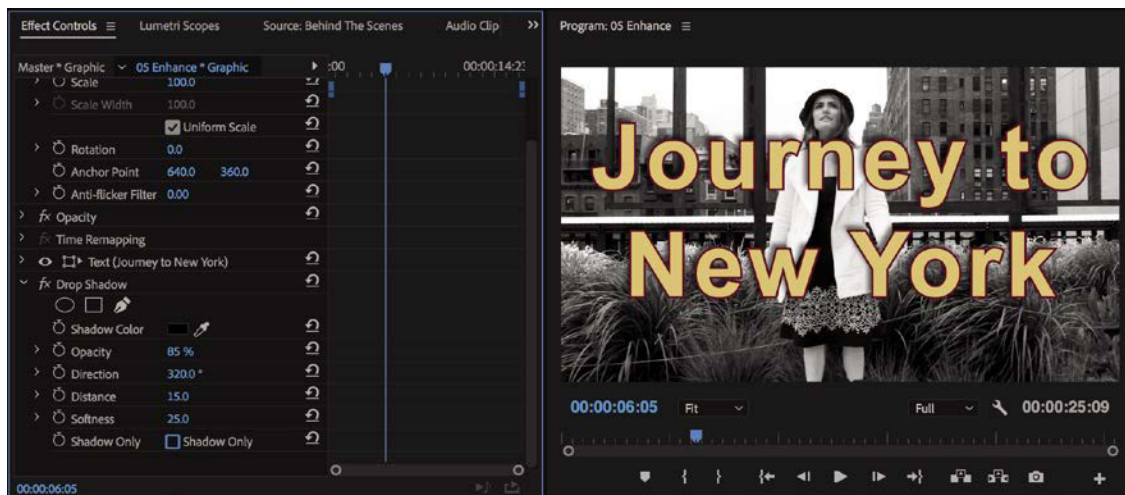 Effect Controls Lumetri Scopes Source: Behind The Scenes Audio Clip >> Program: 05 Enhance
Master * Graphic 05 Enhance * Graphic :00 00:00:14:23
Scale 100.0
Scale Width 100.0
Uniform Scale
Rotation 0.0
Anchor Point 640.0 360.0
Anti-flicker Filter 0.00
fx Opacity
fx Time Remapping
Text (Journey to New York)
fx Drop Shadow
Shadow Color
Opacity 85 %
Direction 320.0 °
Distance 15.0
Softness 25.0
Shadow Only Shadow Only
00:00:06:05
Journey to
New York
00:00:06:05 Fit Full 00:00:25:09